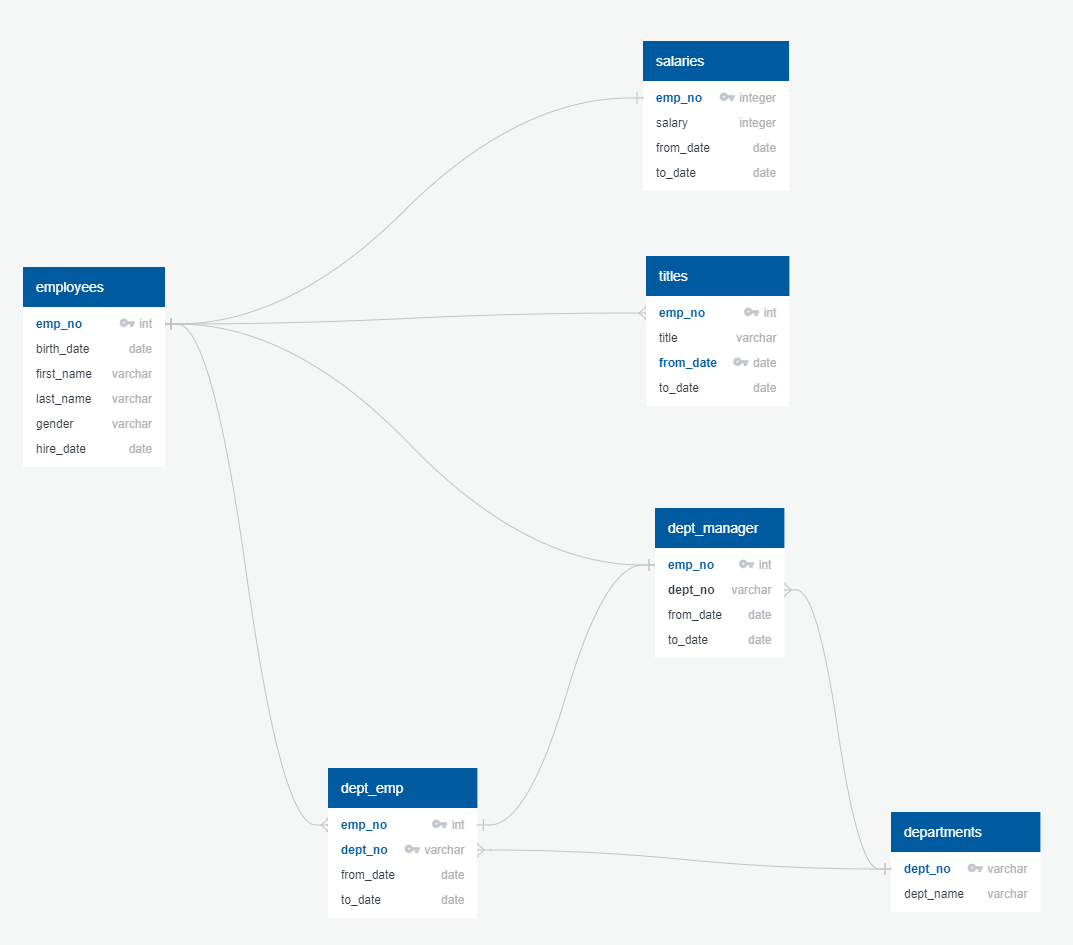 salaries
emp_no integer
salary integer
from_date date
to_date date
employees
emp_no int
birth_date date
first_name varchar
last_name varchar
gender varchar
hire_date date
titles
emp_no int
title varchar
from_date date
to_date date
dept_manager
emp_no int
dept_no varchar
from_date date
to_date date
dept_emp
emp_no int
dept_no varchar
from_date date
to_date date
departments
dept_no varchar
dept_name varchar